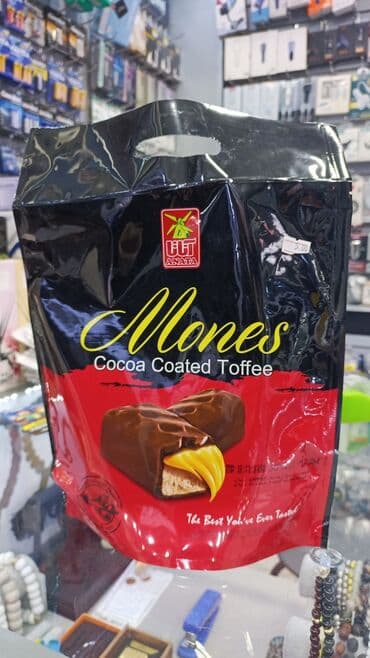 ANATA
Mones
Cocoa Coated Toffee
The Best You've Ever Tasted